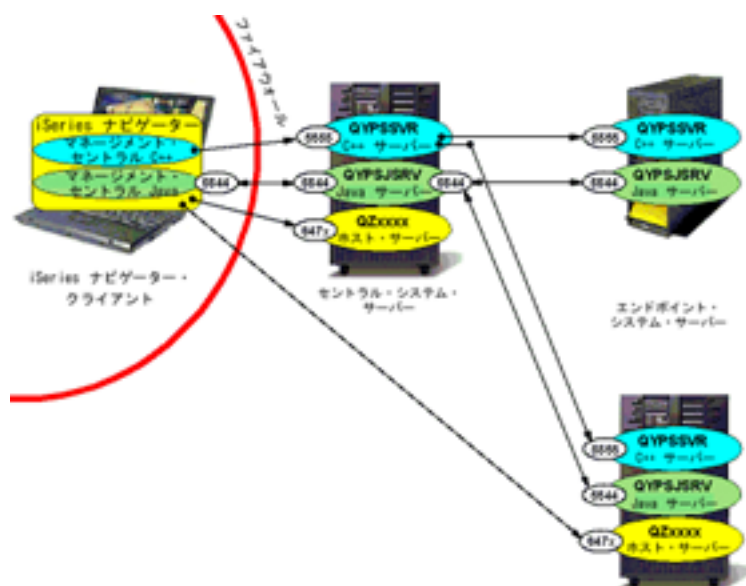 ファイアウォール
iSeries ナビゲーター
マネージメント・
セントラル C++
マネージメント・
セントラル Java
5544
iSeries ナビゲーター・
クライアント
5555
QYPSSVR
C++ サーバー
5544
QYPSJSRV
Java サーバー
5544
847x
QZxxxx
ホスト・サーバー
セントラル・システム・
サーバー
5555
QYPSSVR
C++ サーバー
5544
QYPSJSRV
Java サーバー
エンドポイント・
システム・サーバー
5555
QYPSSVR
C++ サーバー
5544
QYPSJSRV
Java サーバー
847x
QZxxxx
ホスト・サーバー